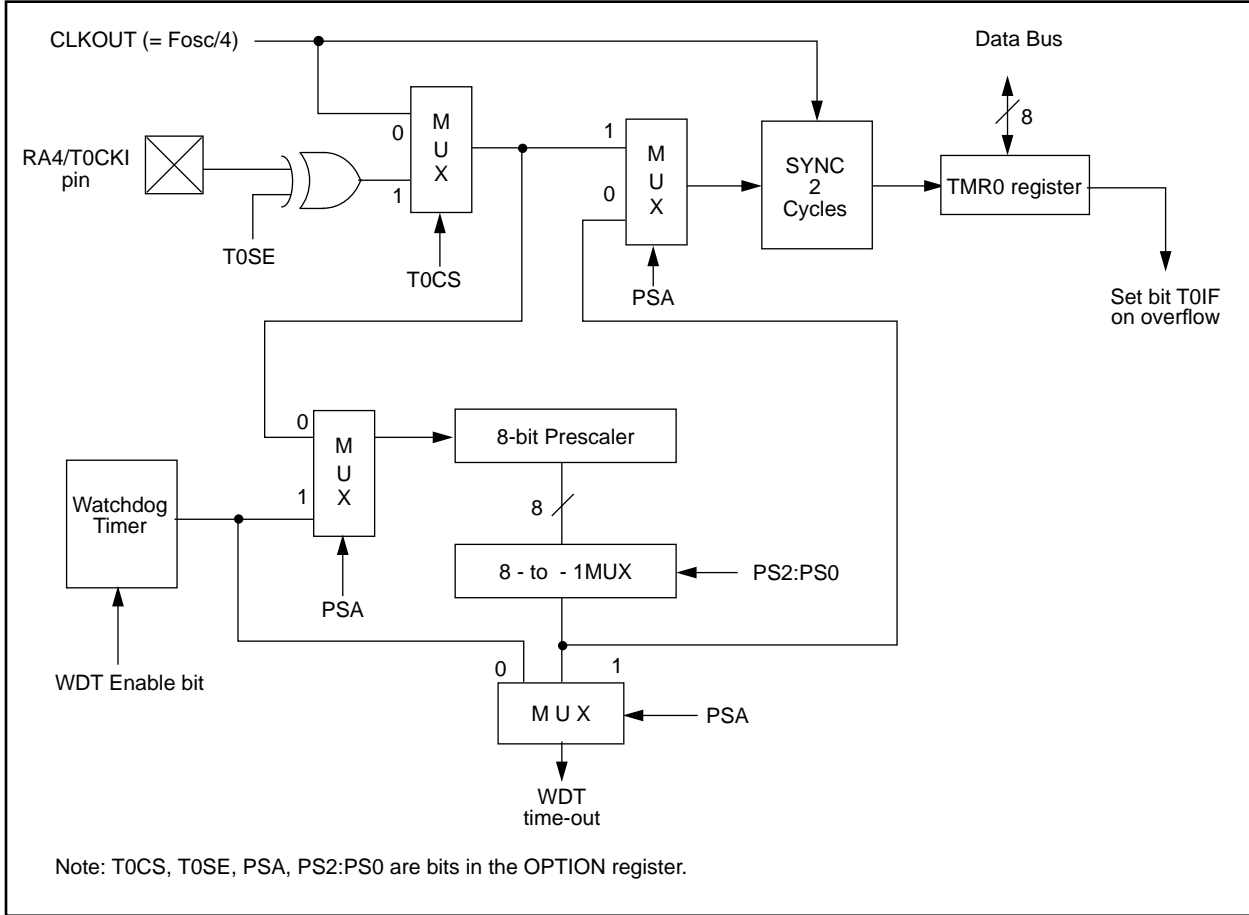 CLKOUT (= Fosc/4)
Data Bus
8
RA4/T0CKI
pin
T0SE
0
1
M
U
X
T0CS
1
0
M
U
X
PSA
SYNC
2
Cycles
TMR0 register
Set bit T0IF
on overflow
0
1
M
U
X
PSA
8-bit Prescaler
8
8 - to - 1MUX
PS2:PS0
Watchdog
Timer
WDT Enable bit
0
1
M U X
PSA
WDT
time-out
Note: T0CS, T0SE, PSA, PS2:PS0 are bits in the OPTION register.